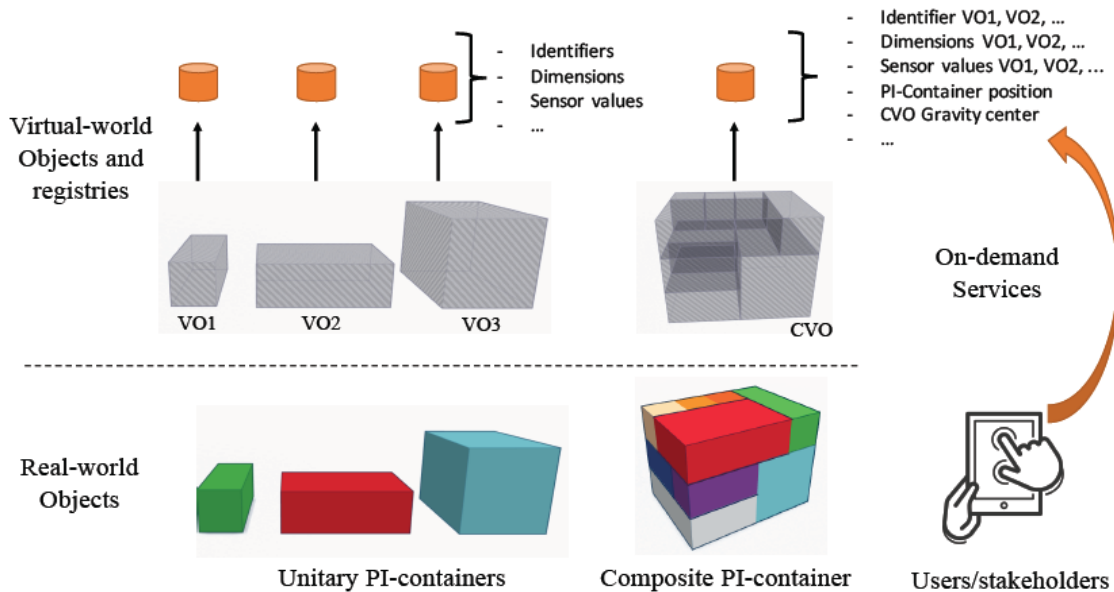 - Identifiers
- Dimensions
- Sensor values
- ...
- Identifier VO1, VO2, ...
- Dimensions VO1, VO2, ...
- Sensor values VO1, VO2, ...
- PI-Container position
- CVO Gravity center
- ...
Virtual-world
Objects and
registries
VO1
VO2
VO3
CVO
On-demand
Services
Real-world
Objects
Unitary PI-containers
Composite PI-container
Users/stakeholders